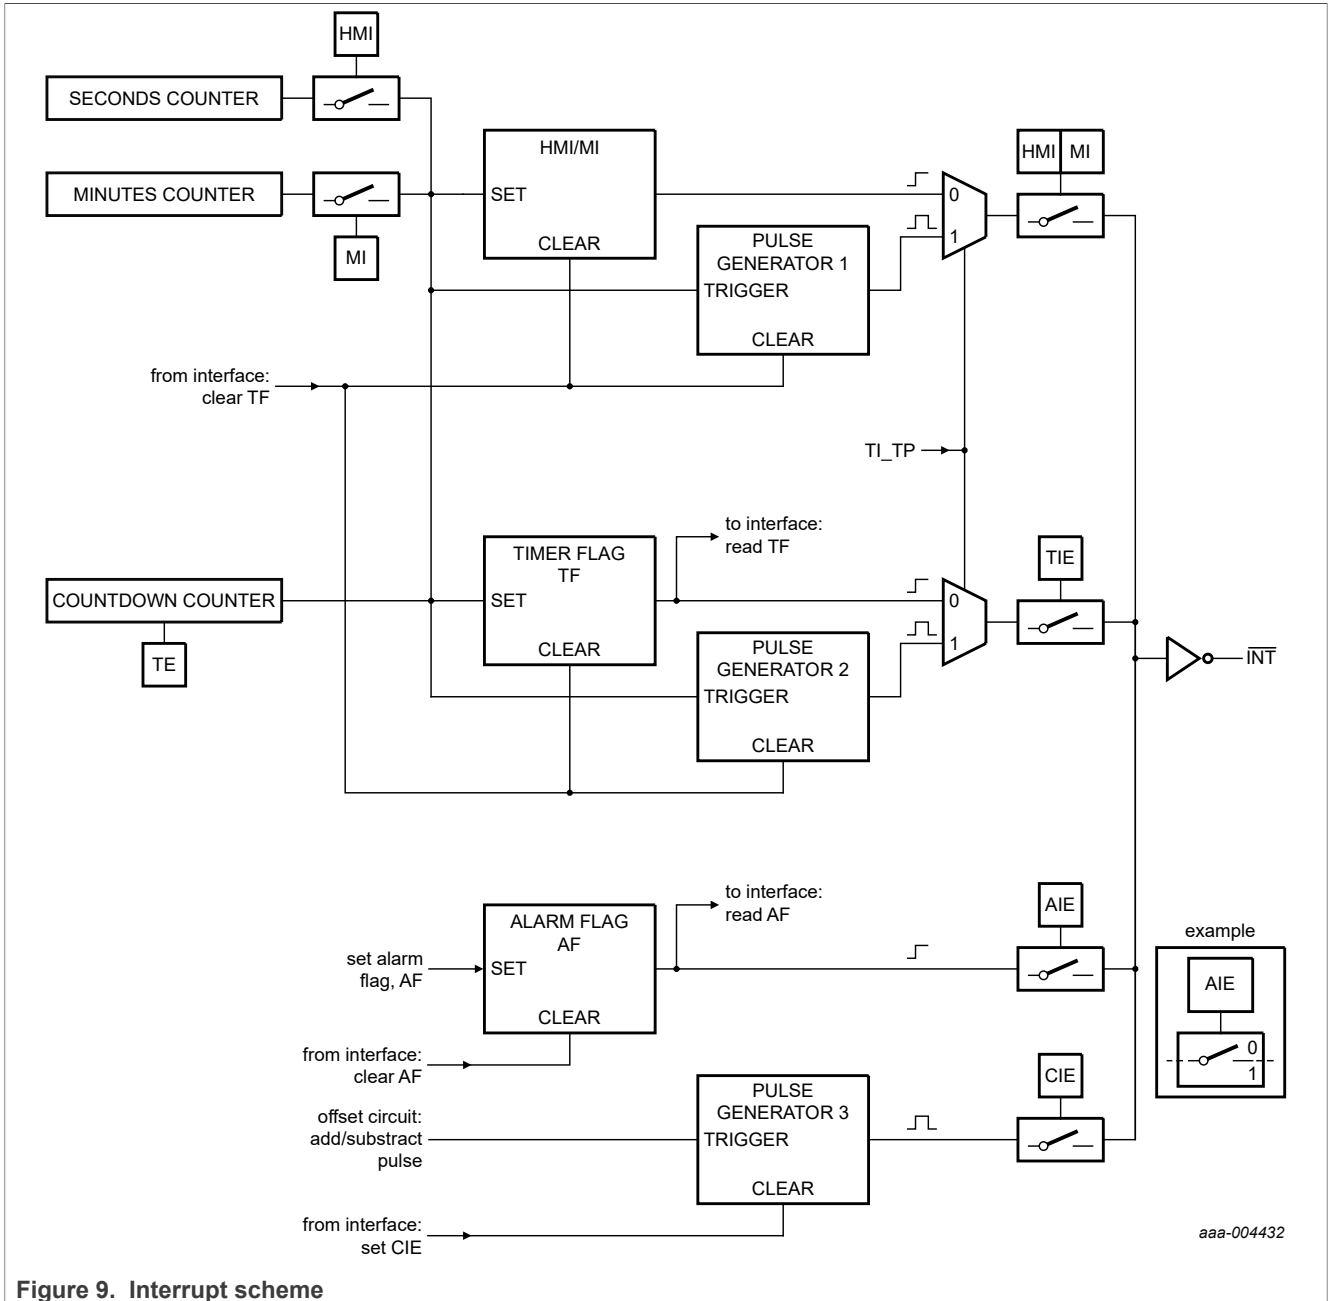 HMI
SECONDS COUNTER
HMI/MI
HMI MI
MINUTES COUNTER
SET
0
CLEAR
MI
PULSE
GENERATOR 1
1
TRIGGER
CLEAR
from interface:
clear TF
TI_TP
to interface:
read TF
TIMER FLAG
TF
TIE
COUNTDOWN COUNTER
SET
0
CLEAR
TE
PULSE
GENERATOR 2
1
TRIGGER
INT
CLEAR
to interface:
read AF
AIE
ALARM FLAG
AF
example
set alarm
flag, AF
SET
AIE
CLEAR
0
1
from interface:
clear AF
PULSE
GENERATOR 3
CIE
offset circuit:
add/substract
pulse
TRIGGER
CLEAR
from interface:
set CIE
aaa-004432
Figure 9. Interrupt scheme